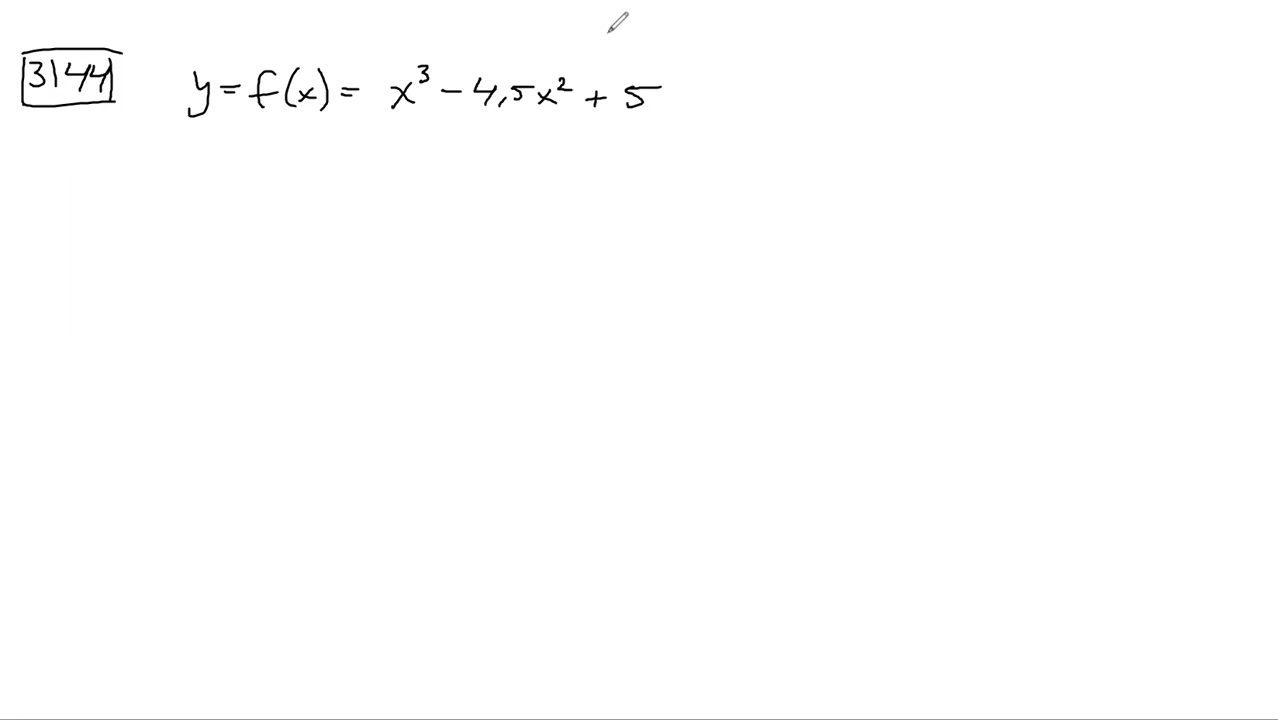 3144 y = f(x) = x³ - 4,5x² + 5